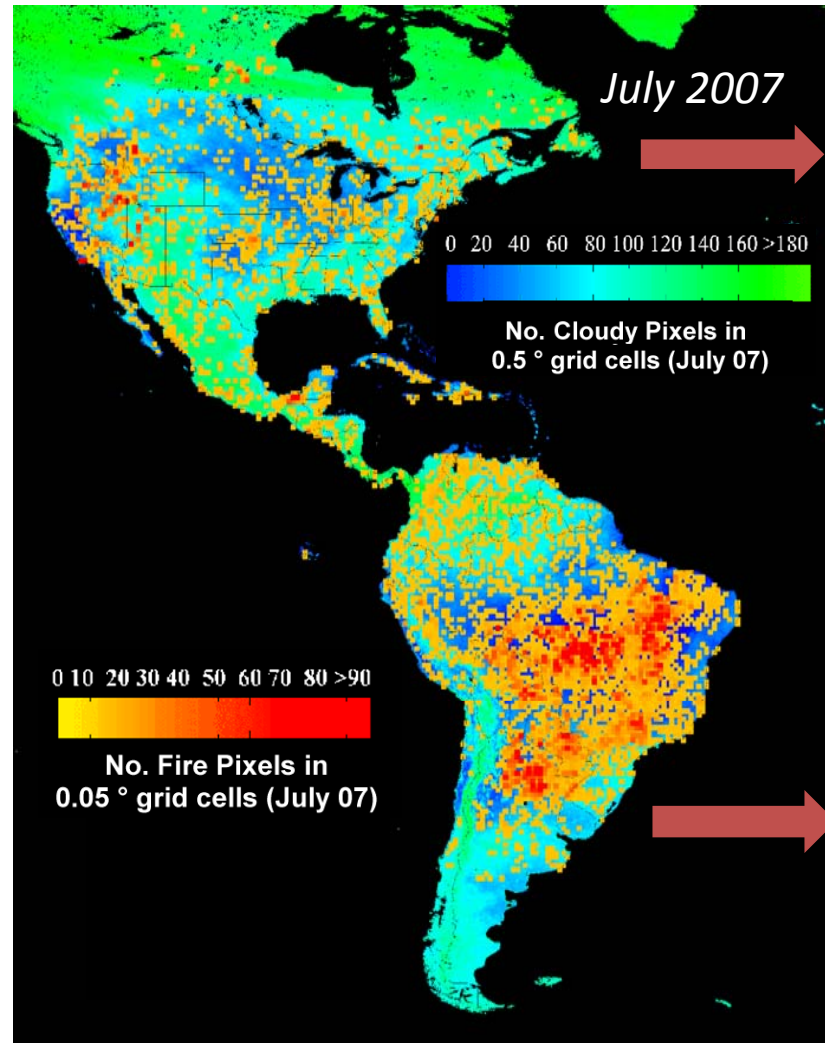 July 2007
0 20 40 60 80 100 120 140 160 >180
No. Cloudy Pixels in
0.5 ° grid cells (July 07)
0 10 20 30 40 50 60 70 80 >90
No. Fire Pixels in
0.05 ° grid cells (July 07)